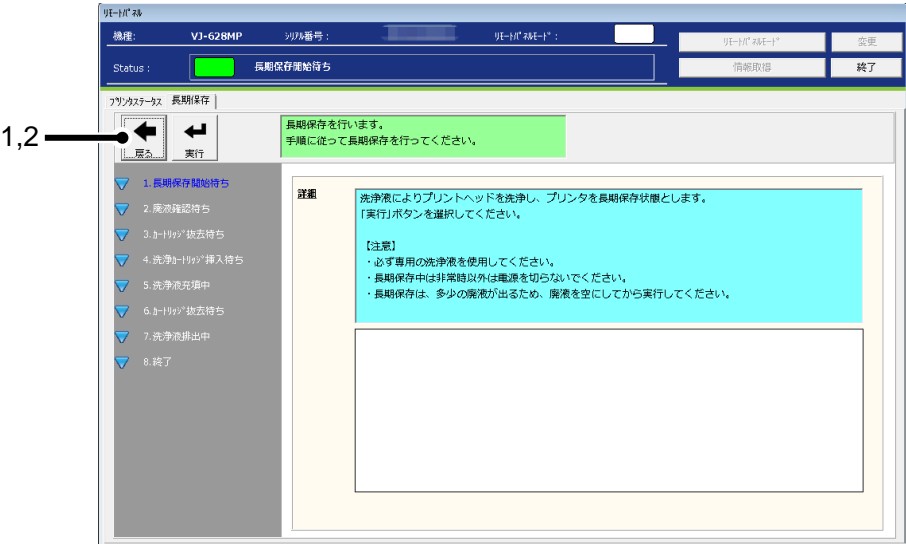 ﾘﾓｰﾄﾊﾟﾈﾙ
機種: VJ-628MP ｼﾘｱﾙ番号： ﾘﾓｰﾄﾊﾟﾈﾙﾓｰﾄﾞ： ﾘﾓｰﾄﾊﾟﾈﾙﾓｰﾄﾞ 変更
Status： 長期保存開始待ち 情報取得 終了
ﾌﾟﾘﾝﾀｽﾃｰﾀｽ 長期保存
1,2
戻る 実行
長期保存を行います。
手順に従って長期保存を行ってください。
1.長期保存開始待ち
2.廃液確認待ち
3.ｶｰﾄﾘｯｼﾞ抜去待ち
4.洗浄ｶｰﾄﾘｯｼﾞ挿入待ち
5.洗浄液充填中
6.ｶｰﾄﾘｯｼﾞ抜去待ち
7.洗浄液排出中
8.終了
詳細
洗浄液によりプリントヘッドを洗浄し、プリンタを長期保存状態とします。
「実行」ボタンを選択してください。
【注意】
・必ず専用の洗浄液を使用してください。
・長期保存中は非常時以外は電源を切らないでください。
・長期保存は、多少の廃液が出るため、廃液を空にしてから実行してください。